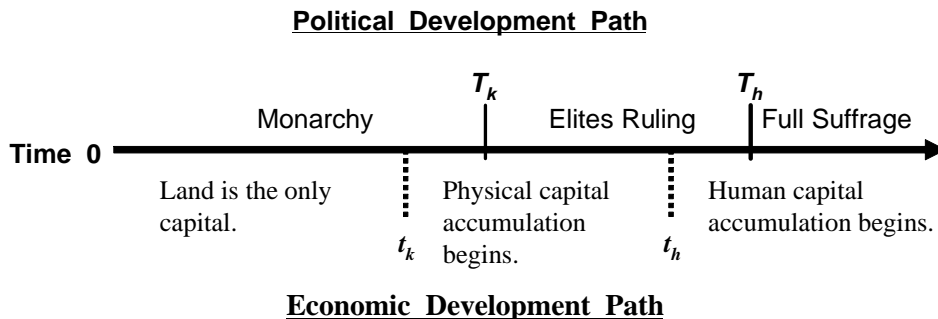 Political Development Path
T_k T_h
Monarchy Elites Ruling Full Suffrage
Time 0
Land is the only capital.
t_k
Physical capital accumulation begins.
t_h
Human capital accumulation begins.
Economic Development Path